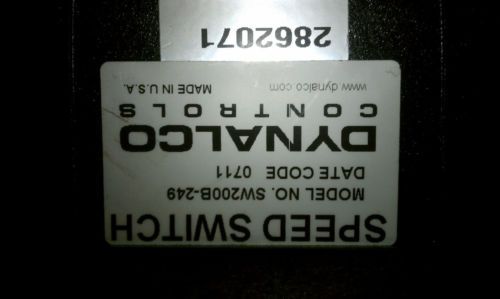 SPEED SWITCH
MODEL NO. SW200B-249
DATE CODE 0711
DYNALCO
CONTROLS
www.dynalco.com MADE IN U.S.A.
2862071